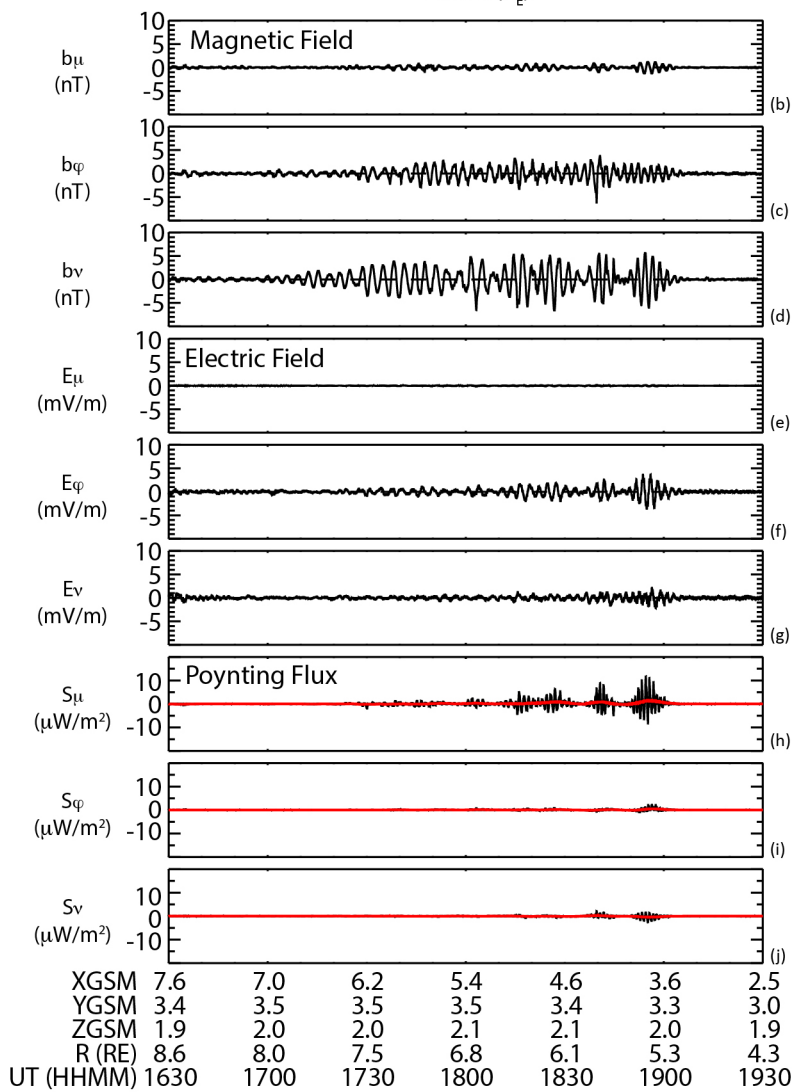 E
10
5
0
-5
bμ
(nT)
Magnetic Field
(b)
10
5
0
-5
bφ
(nT)
(c)
10
5
0
-5
bν
(nT)
(d)
10
5
0
-5
Eμ
(mV/m)
Electric Field
(e)
10
5
0
-5
Eφ
(mV/m)
(f)
10
5
0
-5
Eν
(mV/m)
(g)
10
0
-10
Sμ
(μW/m²)
Poynting Flux
(h)
10
0
-10
Sφ
(μW/m²)
(i)
10
0
-10
Sν
(μW/m²)
(j)
XGSM 7.6 7.0 6.2 5.4 4.6 3.6 2.5
YGSM 3.4 3.5 3.5 3.5 3.4 3.3 3.0
ZGSM 1.9 2.0 2.0 2.1 2.1 2.0 1.9
R (RE) 8.6 8.0 7.5 6.8 6.1 5.3 4.3
UT (HHMM) 1630 1700 1730 1800 1830 1900 1930